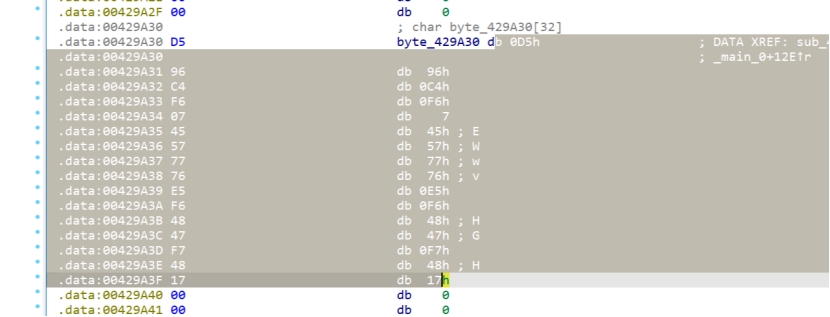 .data:00429A2F 00 db 0
.data:00429A30 ; char byte_429A30[32]
.data:00429A30 D5 byte_429A30 db 0D5h ; DATA XREF: sub_4
.data:00429A30 ; _main_0+12E↑r
.data:00429A31 96 db 96h
.data:00429A32 C4 db 0C4h
.data:00429A33 F6 db 0F6h
.data:00429A34 07 db 7
.data:00429A35 45 db 45h ; E
.data:00429A36 57 db 57h ; W
.data:00429A37 77 db 77h ; w
.data:00429A38 76 db 76h ; v
.data:00429A39 E5 db 0E5h
.data:00429A3A F6 db 0F6h
.data:00429A3B 48 db 48h ; H
.data:00429A3C 47 db 47h ; G
.data:00429A3D F7 db 0F7h
.data:00429A3E 48 db 48h ; H
.data:00429A3F 17 db 17h
.data:00429A40 00 db 0
.data:00429A41 00 db 0